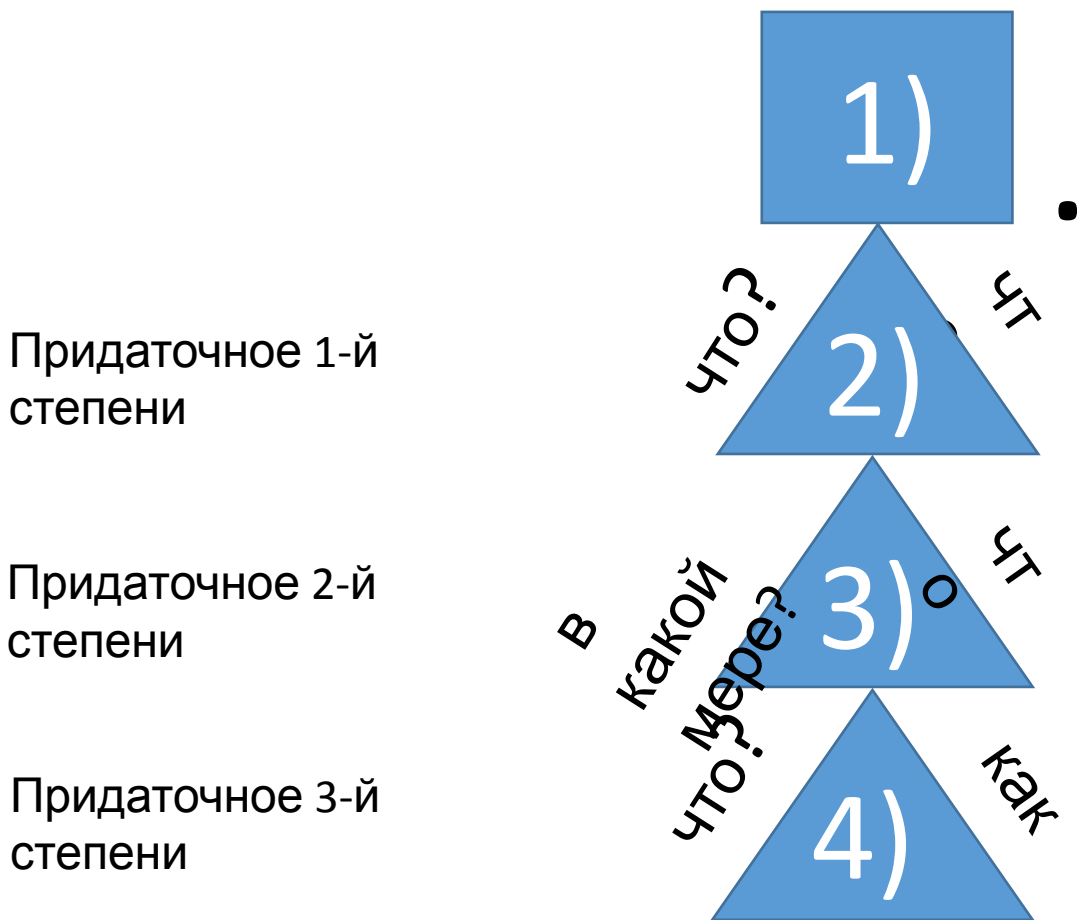 1)
.
что?
чт
2)
Придаточное 1-й
степени
в
какой
мере?
чт
о
3)
Придаточное 2-й
степени
что?
как
4)
Придаточное 3-й
степени